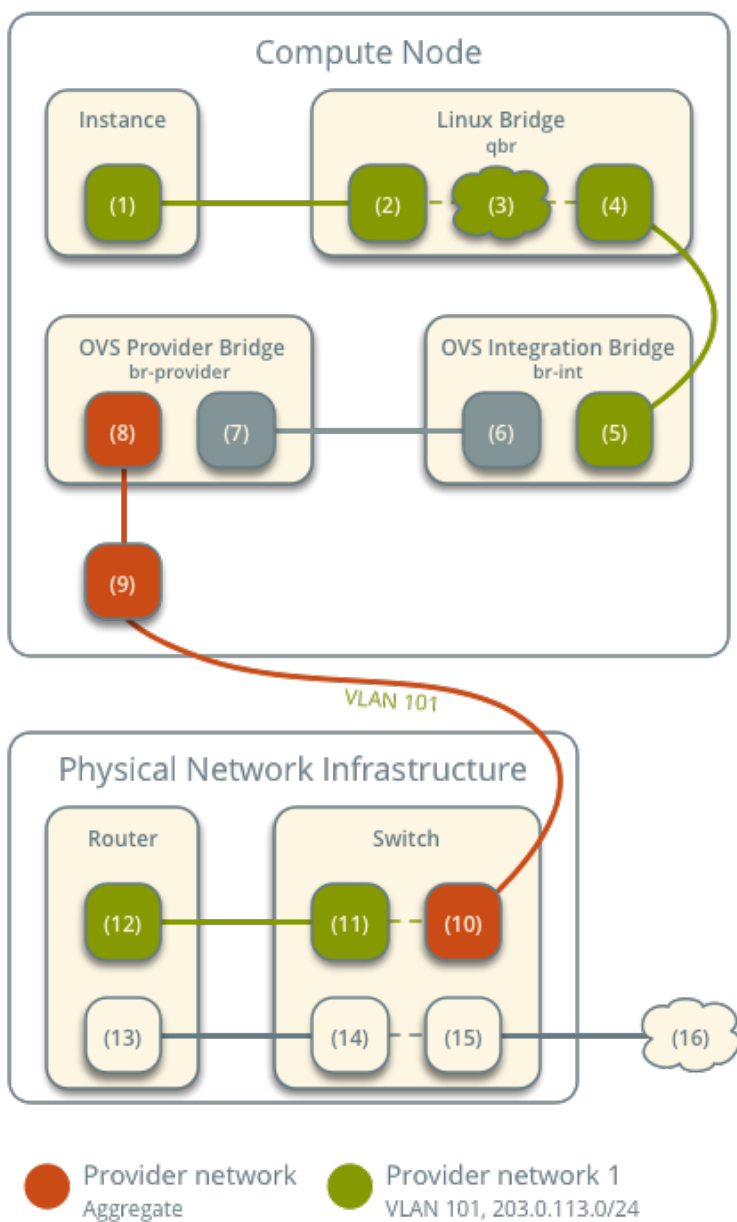 Compute Node
Instance
Linux Bridge
qbr
(1)
(2)
(3)
(4)
OVS Provider Bridge
br-provider
OVS Integration Bridge
br-int
(8)
(7)
(6)
(5)
(9)
VLAN 101
Physical Network Infrastructure
Router
Switch
(12)
(11)
(10)
(13)
(14)
(15)
(16)
Provider network
Aggregate
Provider network 1
VLAN 101, 203.0.113.0/24